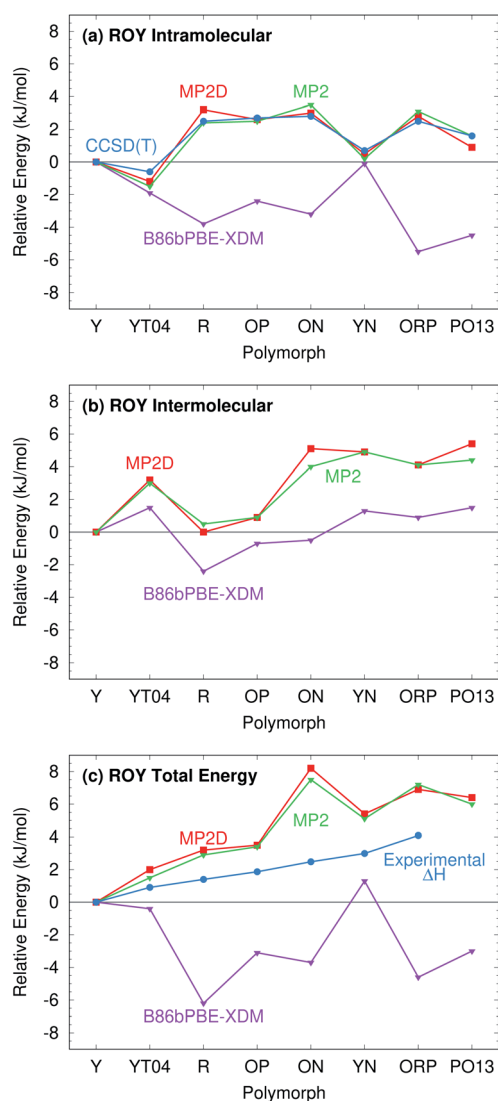 (a) ROY Intramolecular
8
6
4
2
0
-2
-4
-6
-8
Relative Energy (kJ/mol)
MP2D
MP2
CCSD(T)
B86bPBE-XDM
Y YT04 R OP ON YN ORP PO13
Polymorph
(b) ROY Intermolecular
8
6
4
2
0
-2
-4
-6
-8
Relative Energy (kJ/mol)
MP2D
MP2
B86bPBE-XDM
Y YT04 R OP ON YN ORP PO13
Polymorph
(c) ROY Total Energy
8
6
4
2
0
-2
-4
-6
-8
Relative Energy (kJ/mol)
MP2D
MP2
Experimental
ΔH
B86bPBE-XDM
Y YT04 R OP ON YN ORP PO13
Polymorph